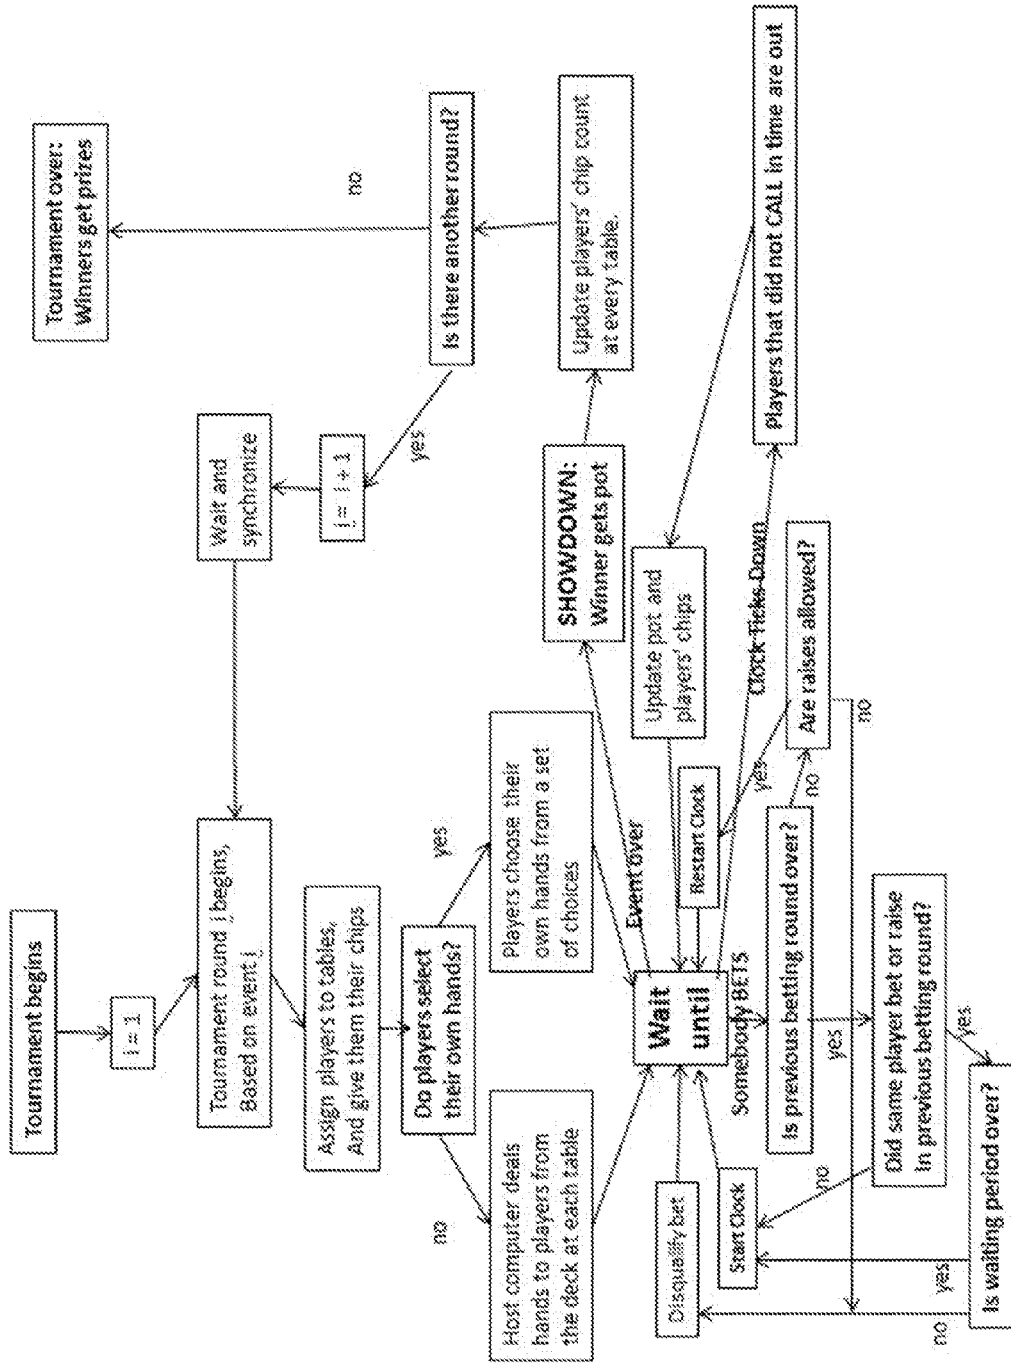 Tournament begins
i = 1
Tournament round i begins,
Based on event i
Assign players to tables,
And give them their chips
Do players select
their own hands?
no
yes
Host computer deals
hands to players from
the deck at each table
Players choose their
own hands from a set
of choices
Wait and
synchronize
i = i + 1
yes
Is there another round?
no
Tournament over:
Winners get prizes
Update players' chip count
at every table.
SHOWDOWN:
Winner gets pot
Event over
Wait
until
Update pot and
players' chips
Restart Clock
Clock Ticks Down
Players that did not CALL in time are out
Somebody BETS
Is previous betting round over?
no
Are raises allowed?
yes
no
yes
Did same player bet or raise
In previous betting round?
no
yes
Disqualify bet
Start Clock
Is waiting period over?
no
yes